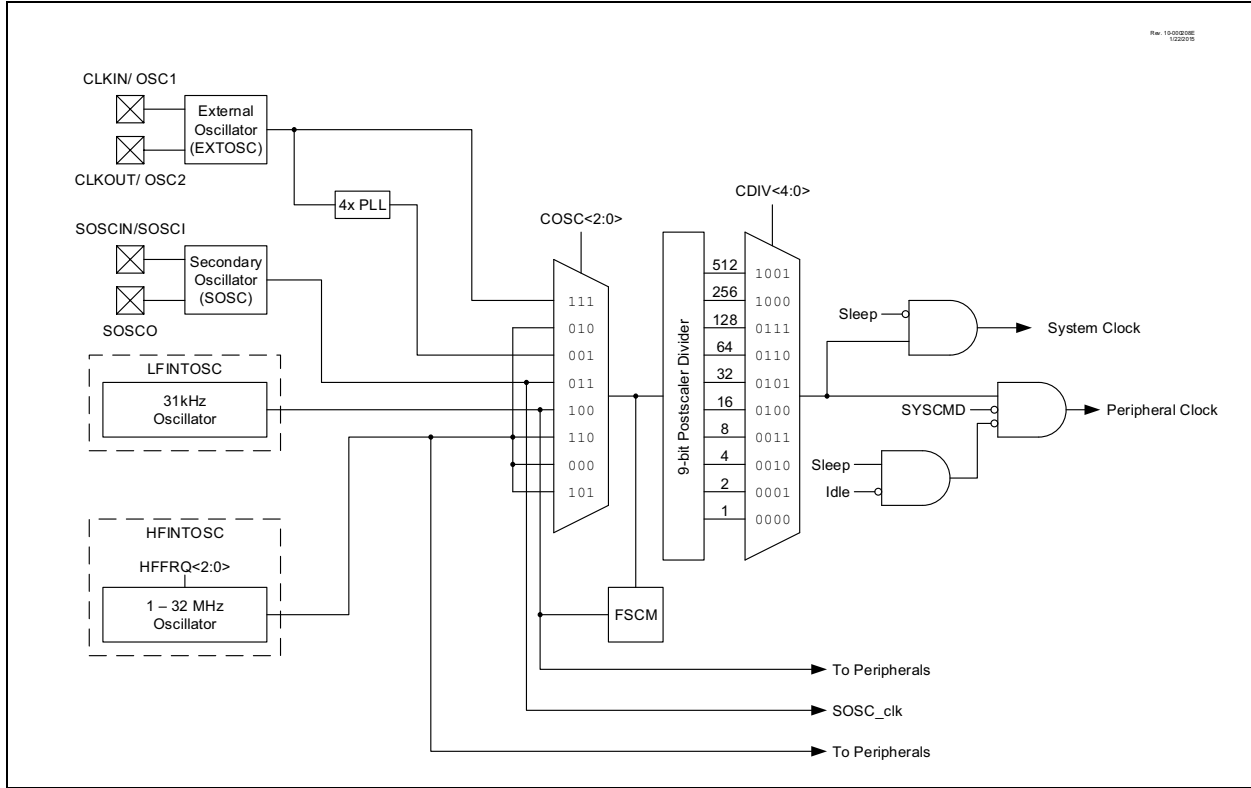 Rev. 10-000208E
1/22/2015
CLKIN/ OSC1
External
Oscillator
(EXTOSC)
CLKOUT/ OSC2
4x PLL
SOSCIN/SOSCI
Secondary
Oscillator
(SOSC)
SOSCO
LFINTOSC
31kHz
Oscillator
HFINTOSC
HFFRQ<2:0>
1 – 32 MHz
Oscillator
COSC<2:0>
111
010
001
011
100
110
000
101
FSCM
9-bit Postscaler Divider
CDIV<4:0>
512 1001
256 1000
128 0111
64 0110
32 0101
16 0100
8 0011
4 0010
2 0001
1 0000
Sleep
System Clock
SYSCMD
Peripheral Clock
Sleep
Idle
To Peripherals
SOSC_clk
To Peripherals